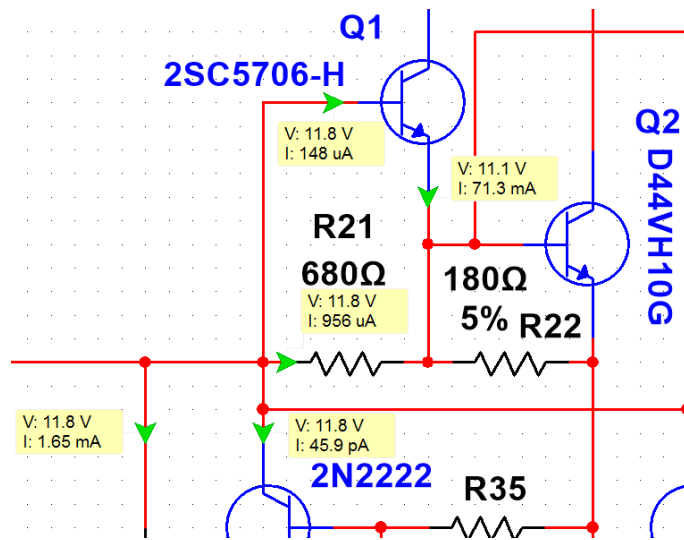 Q1
2SC5706-H
V: 11.8 V
I: 148 uA
Q2
D44VH10G
V: 11.1 V
I: 71.3 mA
R21
680Ω
V: 11.8 V
I: 956 uA
180Ω
5%
R22
V: 11.8 V
I: 1.65 mA
V: 11.8 V
I: 45.9 pA
2N2222
R35